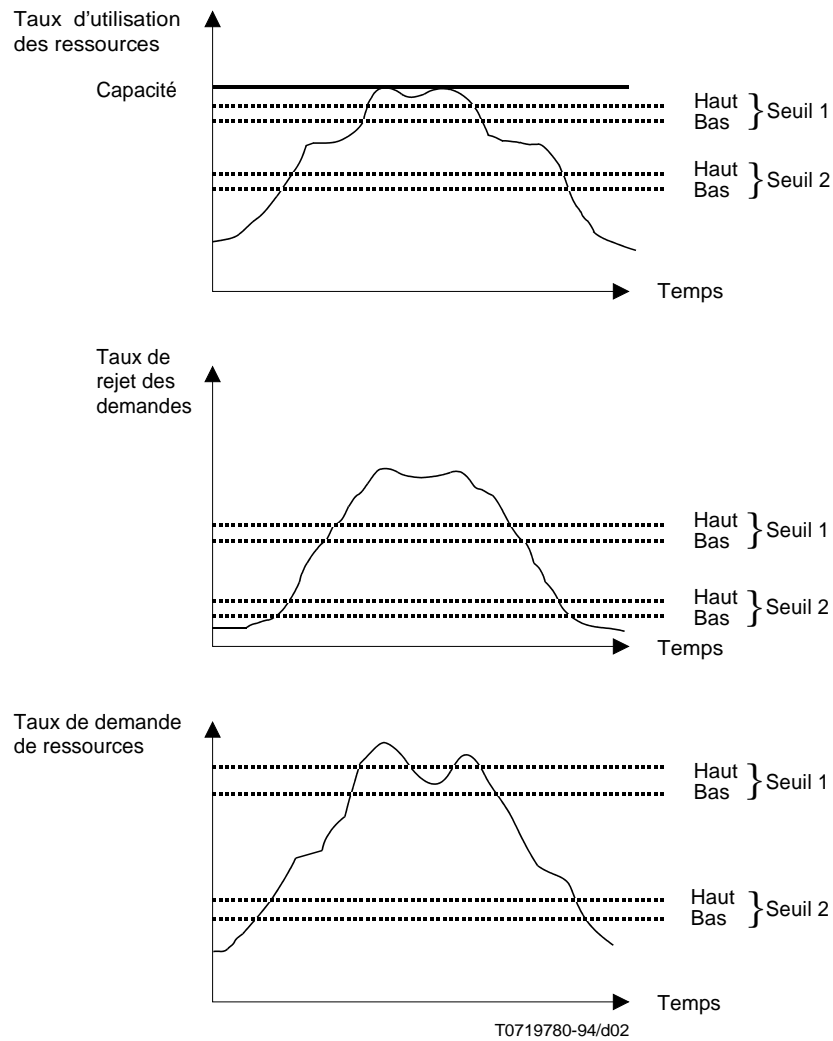 Taux d'utilisation
des ressources
Capacité
Haut
Bas
} Seuil 1
Haut
Bas
} Seuil 2
Temps
Taux de
rejet des
demandes
Haut
Bas
} Seuil 1
Haut
Bas
} Seuil 2
Temps
Taux de demande
de ressources
Haut
Bas
} Seuil 1
Haut
Bas
} Seuil 2
Temps
T0719780-94/d02